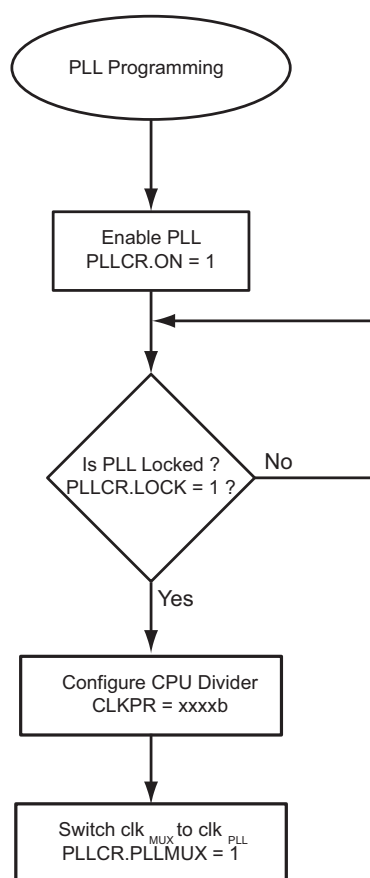 PLL Programming
Enable PLL
PLLCR.ON = 1
Is PLL Locked ?
PLLCR.LOCK = 1 ?
No
Yes
Configure CPU Divider
CLKPR = xxxxb
Switch clk MUX to clk PLL
PLLCR.PLLMUX = 1